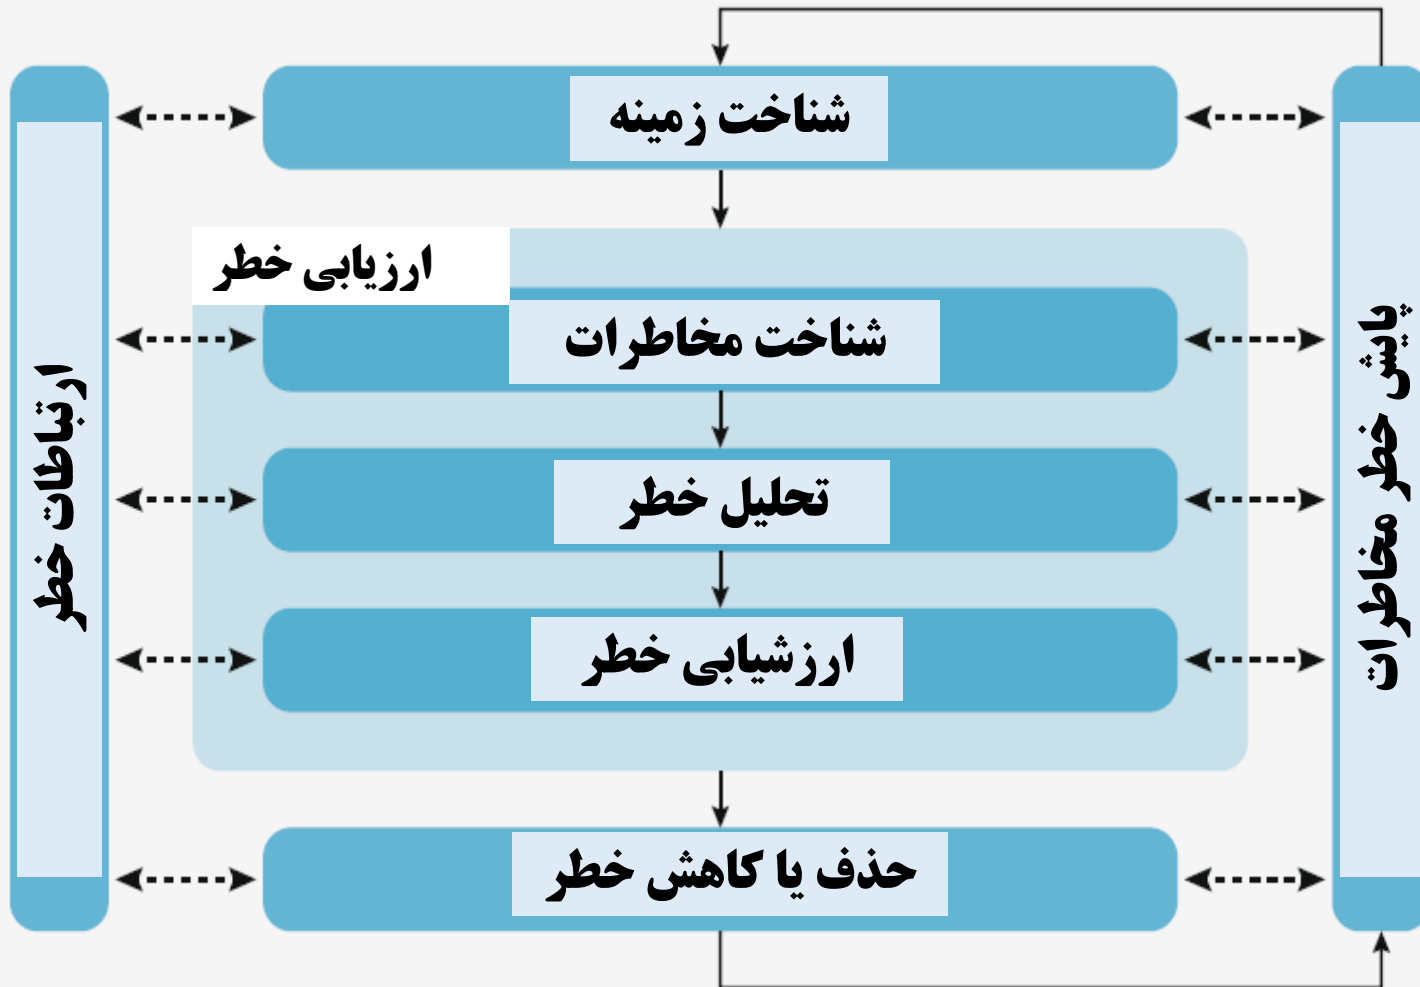 شناخت زمینه
ارزیابی خطر
شناخت مخاطرات
تحلیل خطر
ارزشیابی خطر
حذف یا کاهش خطر
ارتباطات خطر
پایش خطر مخاطرات